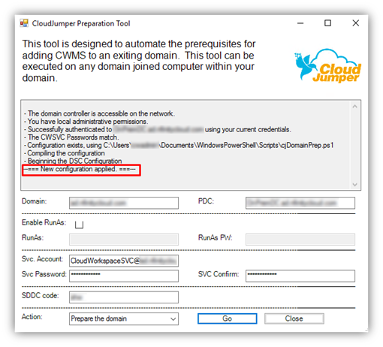 CloudJumper Preparation Tool
This tool is designed to automate the prerequisites for
adding CWMS to an exiting domain. This tool can be
executed on any domain joined computer within your
domain.
Cloud
Jumper
- The domain controller is accessible on the network.
- You have local administrative permissions.
- Successfully authenticated to using your current credentials.
- The CWSVC Passwords match.
- Configuration exists, using C:\Users\ \Documents\WindowsPowerShell\Scripts\cjDomainPrep.ps1
- Compiling the configuration
- Beginning the DSC Configuration
--=== New configuration applied. ===---
Domain: PDC:
Enable RunAs:
RunAs: RunAs PW:
Svc. Account: CloudWorkspaceSVC@
Svc Password: ************ SVC Confirm: ************
SDDC code:
Action: Prepare the domain Go Close